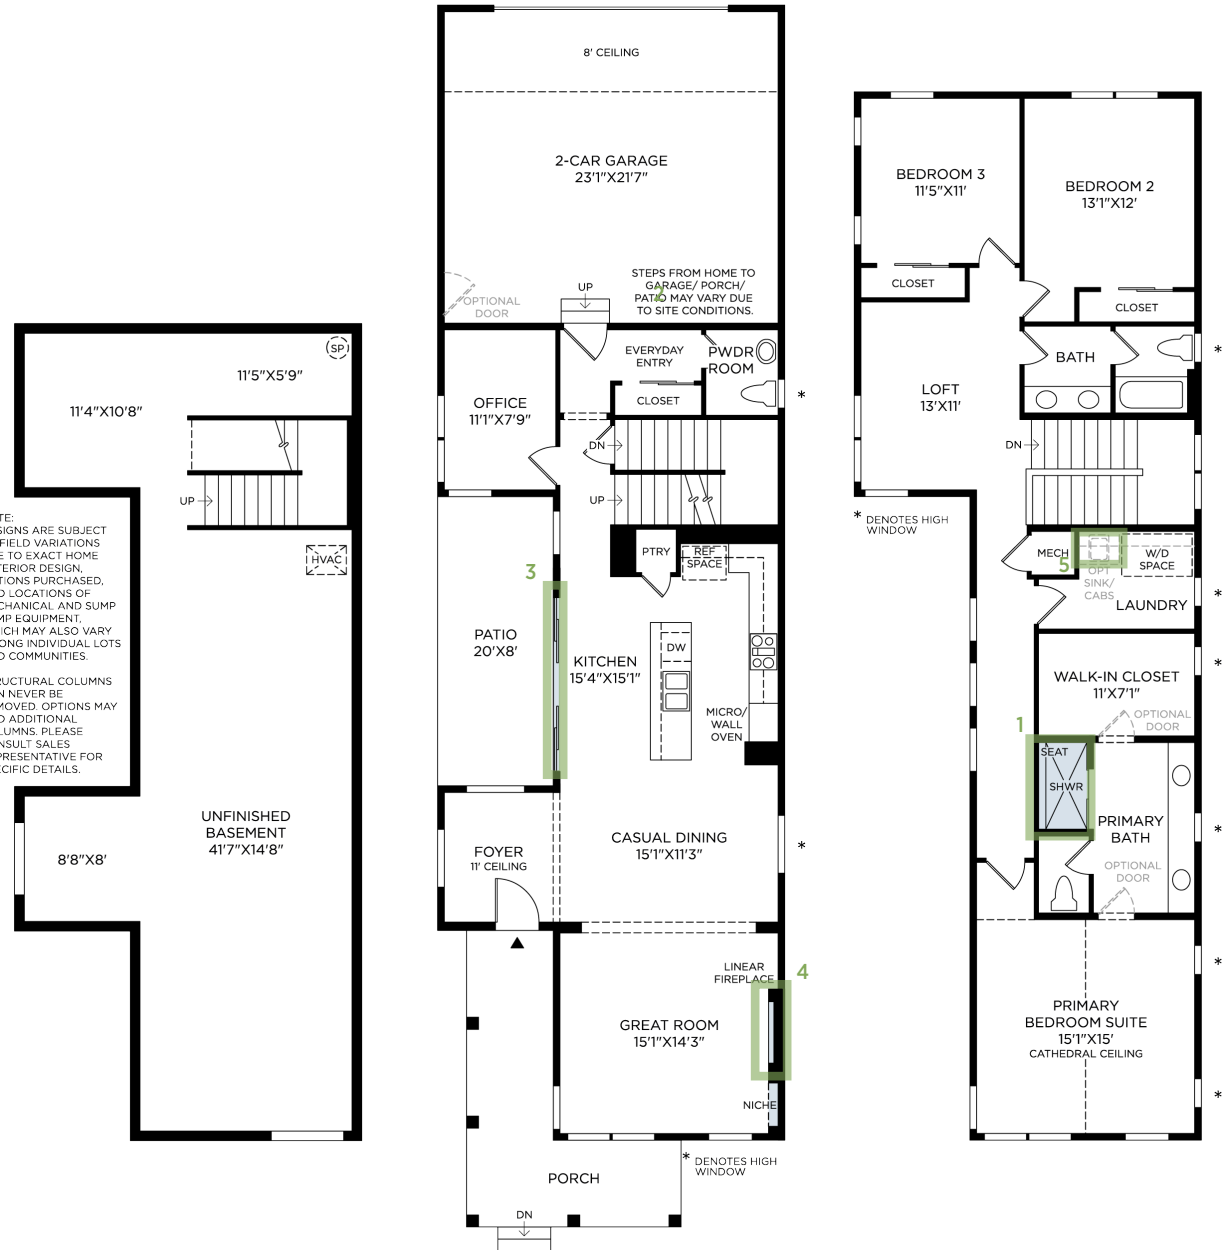 SP
11'5"X5'9"
11'4"X10'8"
UP
HVAC
TE:
SIGNS ARE SUBJECT
FIELD VARIATIONS
E TO EXACT HOME
TERIOR DESIGN,
TIONS PURCHASED,
D LOCATIONS OF
CHANICAL AND SUMP
MP EQUIPMENT,
ICH MAY ALSO VARY
ONG INDIVIDUAL LOTS
D COMMUNITIES.
RUCTURAL COLUMNS
N NEVER BE
MOVED. OPTIONS MAY
D ADDITIONAL
LUMNS. PLEASE
NSULT SALES
PRESENTATIVE FOR
ECIFIC DETAILS.
UNFINISHED
BASEMENT
41'7"X14'8"
8'8"X8'
8' CEILING
2-CAR GARAGE
23'1"X21'7"
STEPS FROM HOME TO
GARAGE/ PORCH/
PATIO MAY VARY DUE
TO SITE CONDITIONS.
2
UP
OPTIONAL
DOOR
EVERYDAY
ENTRY
PWDR
ROOM
CLOSET
*
OFFICE
11'1"X7'9"
DN
UP
PTRY
REF
SPACE
3
PATIO
20'X8'
DW
KITCHEN
15'4"X15'1"
MICRO/
WALL
OVEN
CASUAL DINING
15'1"X11'3"
*
FOYER
11' CEILING
LINEAR
FIREPLACE
4
GREAT ROOM
15'1"X14'3"
NICHE
* DENOTES HIGH
WINDOW
PORCH
DN
BEDROOM 3
11'5"X11'
BEDROOM 2
13'1"X12'
CLOSET
CLOSET
BATH
*
LOFT
13'X11'
DN
* DENOTES HIGH
WINDOW
MECH
5
OPT
SINK/
CABS
W/D
SPACE
LAUNDRY
*
*
WALK-IN CLOSET
11'X7'1"
OPTIONAL
DOOR
1
SEAT
SHWR
PRIMARY
BATH
*
OPTIONAL
DOOR
*
PRIMARY
BEDROOM SUITE
15'1"X15'
CATHEDRAL CEILING
*